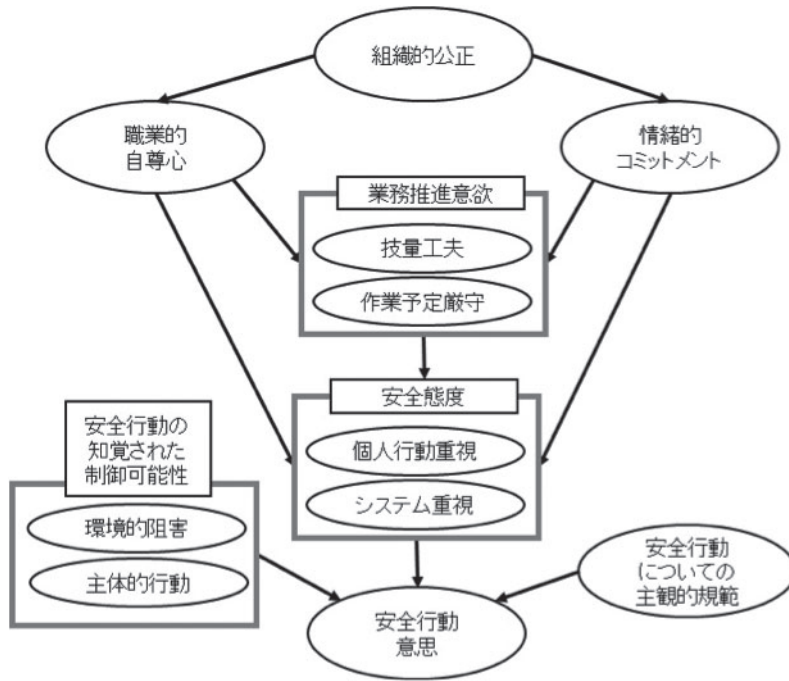 組織的公正
職業的
自尊心
情緒的
コミットメント
業務推進意欲
技量工夫
作業予定厳守
安全態度
個人行動重視
システム重視
安全行動の
知覚された
制御可能性
環境的阻害
主体的行動
安全行動
についての
主観的規範
安全行動
意思